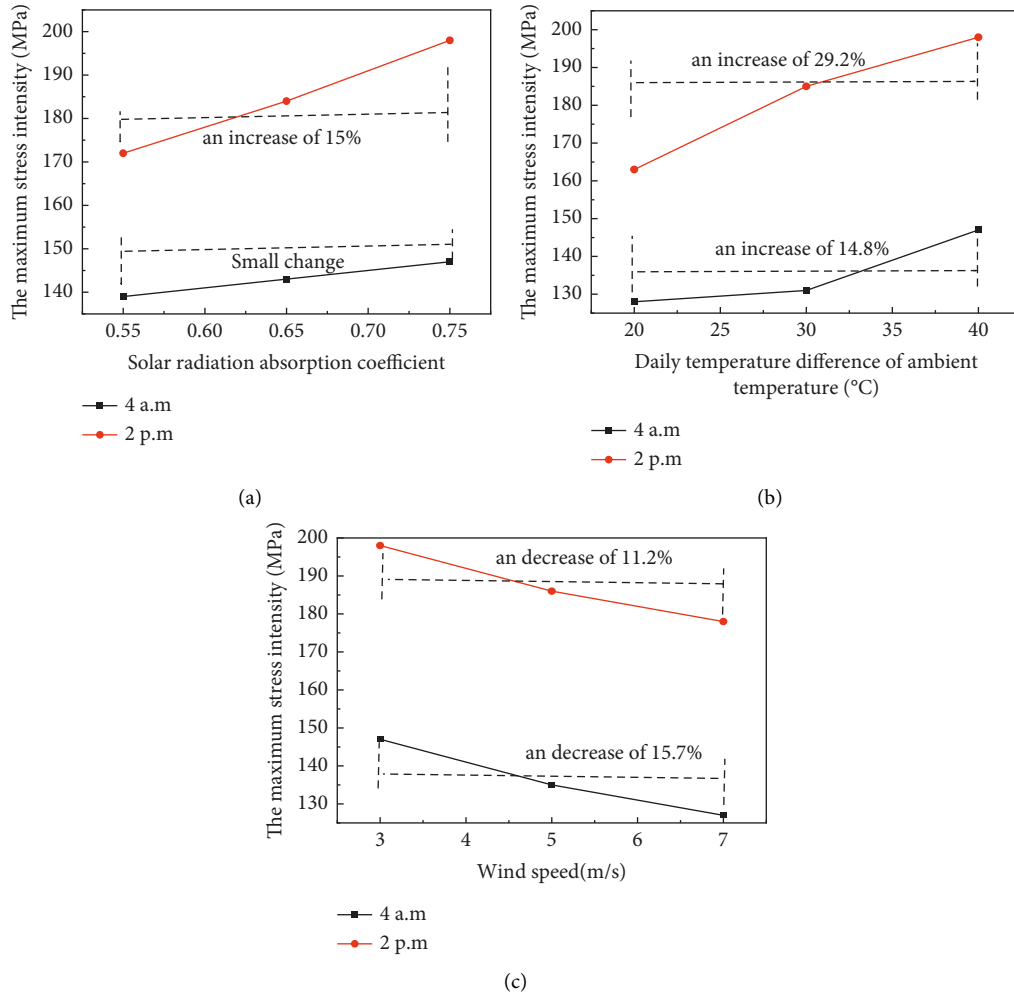 The maximum stress intensity (MPa)
200
190
180
170
160
150
140
an increase of 15%
Small change
0.55 0.60 0.65 0.70 0.75
Solar radiation absorption coefficient
4 a.m
2 p.m
(a)
The maximum stress intensity (MPa)
200
190
180
170
160
150
140
130
an increase of 29.2%
an increase of 14.8%
20 25 30 35 40
Daily temperature difference of ambient
temperature (°C)
4 a.m
2 p.m
(b)
The maximum stress intensity (MPa)
200
190
180
170
160
150
140
130
an decrease of 11.2%
an decrease of 15.7%
3 4 5 6 7
Wind speed(m/s)
4 a.m
2 p.m
(c)